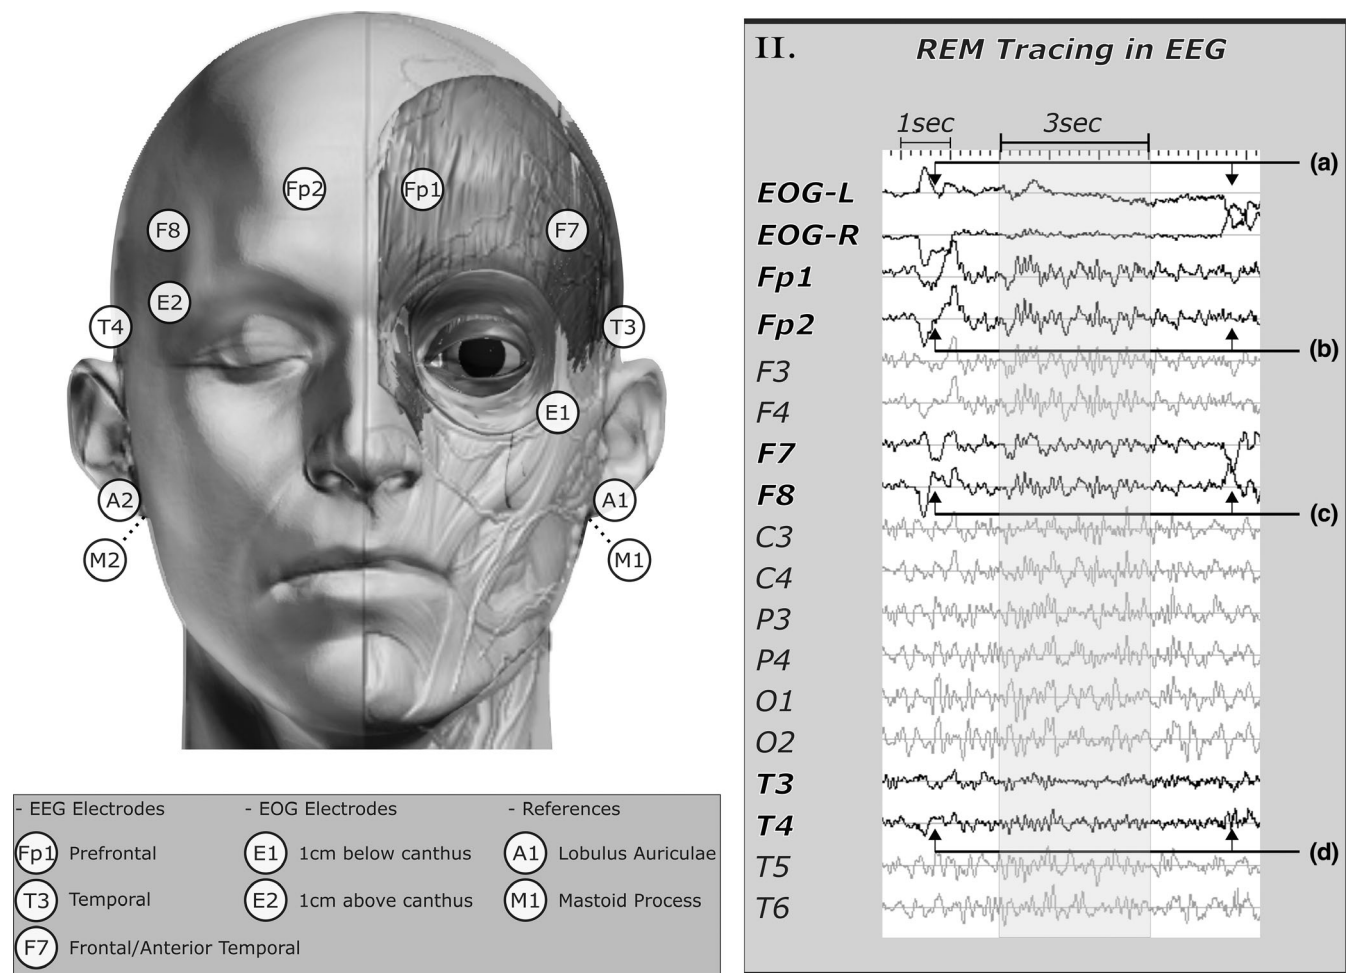 Fp2
Fp1
F8
F7
E2
T4
T3
E1
A2
A1
M2
M1
- EEG Electrodes
- EOG Electrodes
- References
Fp1 Prefrontal
E1 1cm below canthus
A1 Lobulus Auriculae
T3 Temporal
E2 1cm above canthus
M1 Mastoid Process
F7 Frontal/Anterior Temporal
II.
REM Tracing in EEG
1sec
3sec
(a)
EOG-L
EOG-R
Fp1
Fp2
(b)
F3
F4
F7
F8
(c)
C3
C4
P3
P4
O1
O2
T3
T4
(d)
T5
T6